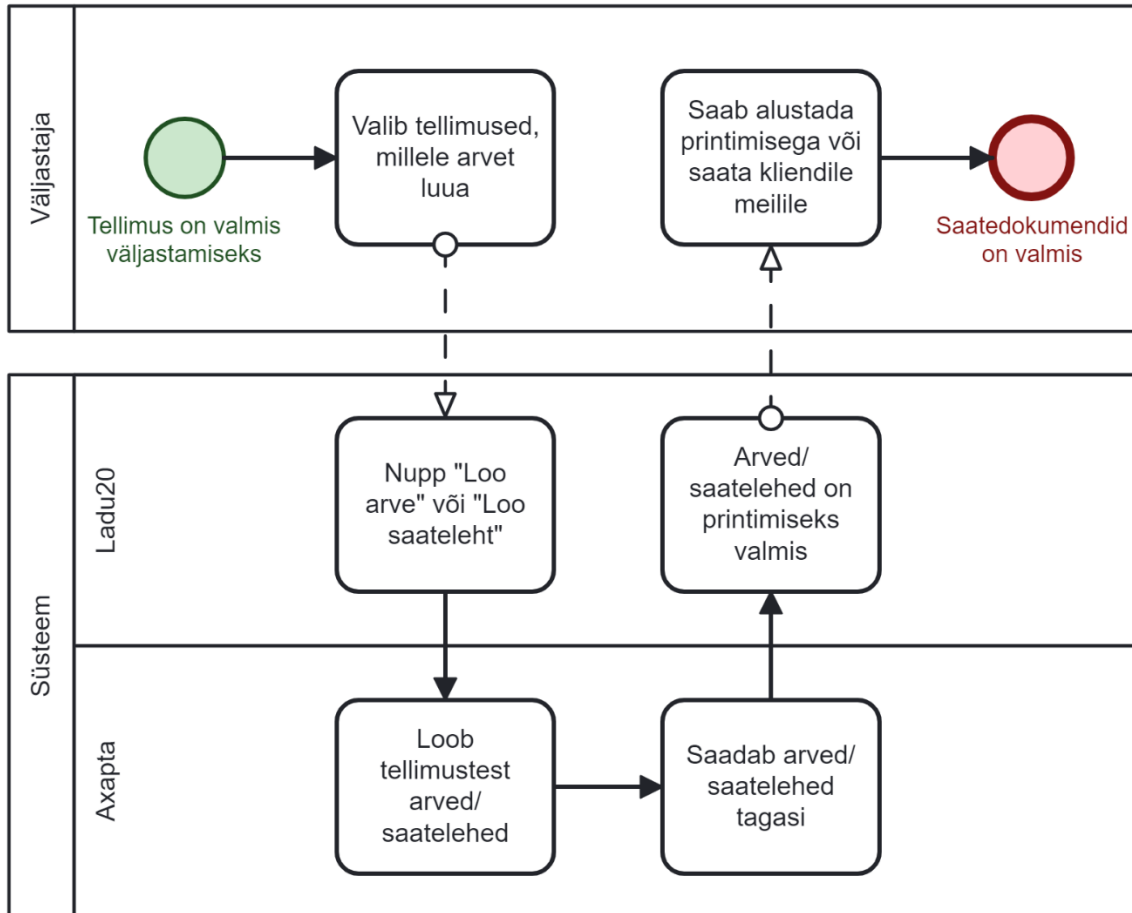 Väljastaja
Tellimus on valmis
väljastamiseks
Valib tellimused,
millele arvet
luua
Saab alustada
printimisega või
saata kliendile
meilile
Saatedokumendid
on valmis
Süsteem
Ladu20
Nupp "Loo
arve" või "Loo
saateleht"
Arved/
saatelehed on
printimiseks
valmis
Axapta
Loob
tellimustest
arved/
saatelehed
Saadab arved/
saatelehed
tagasi